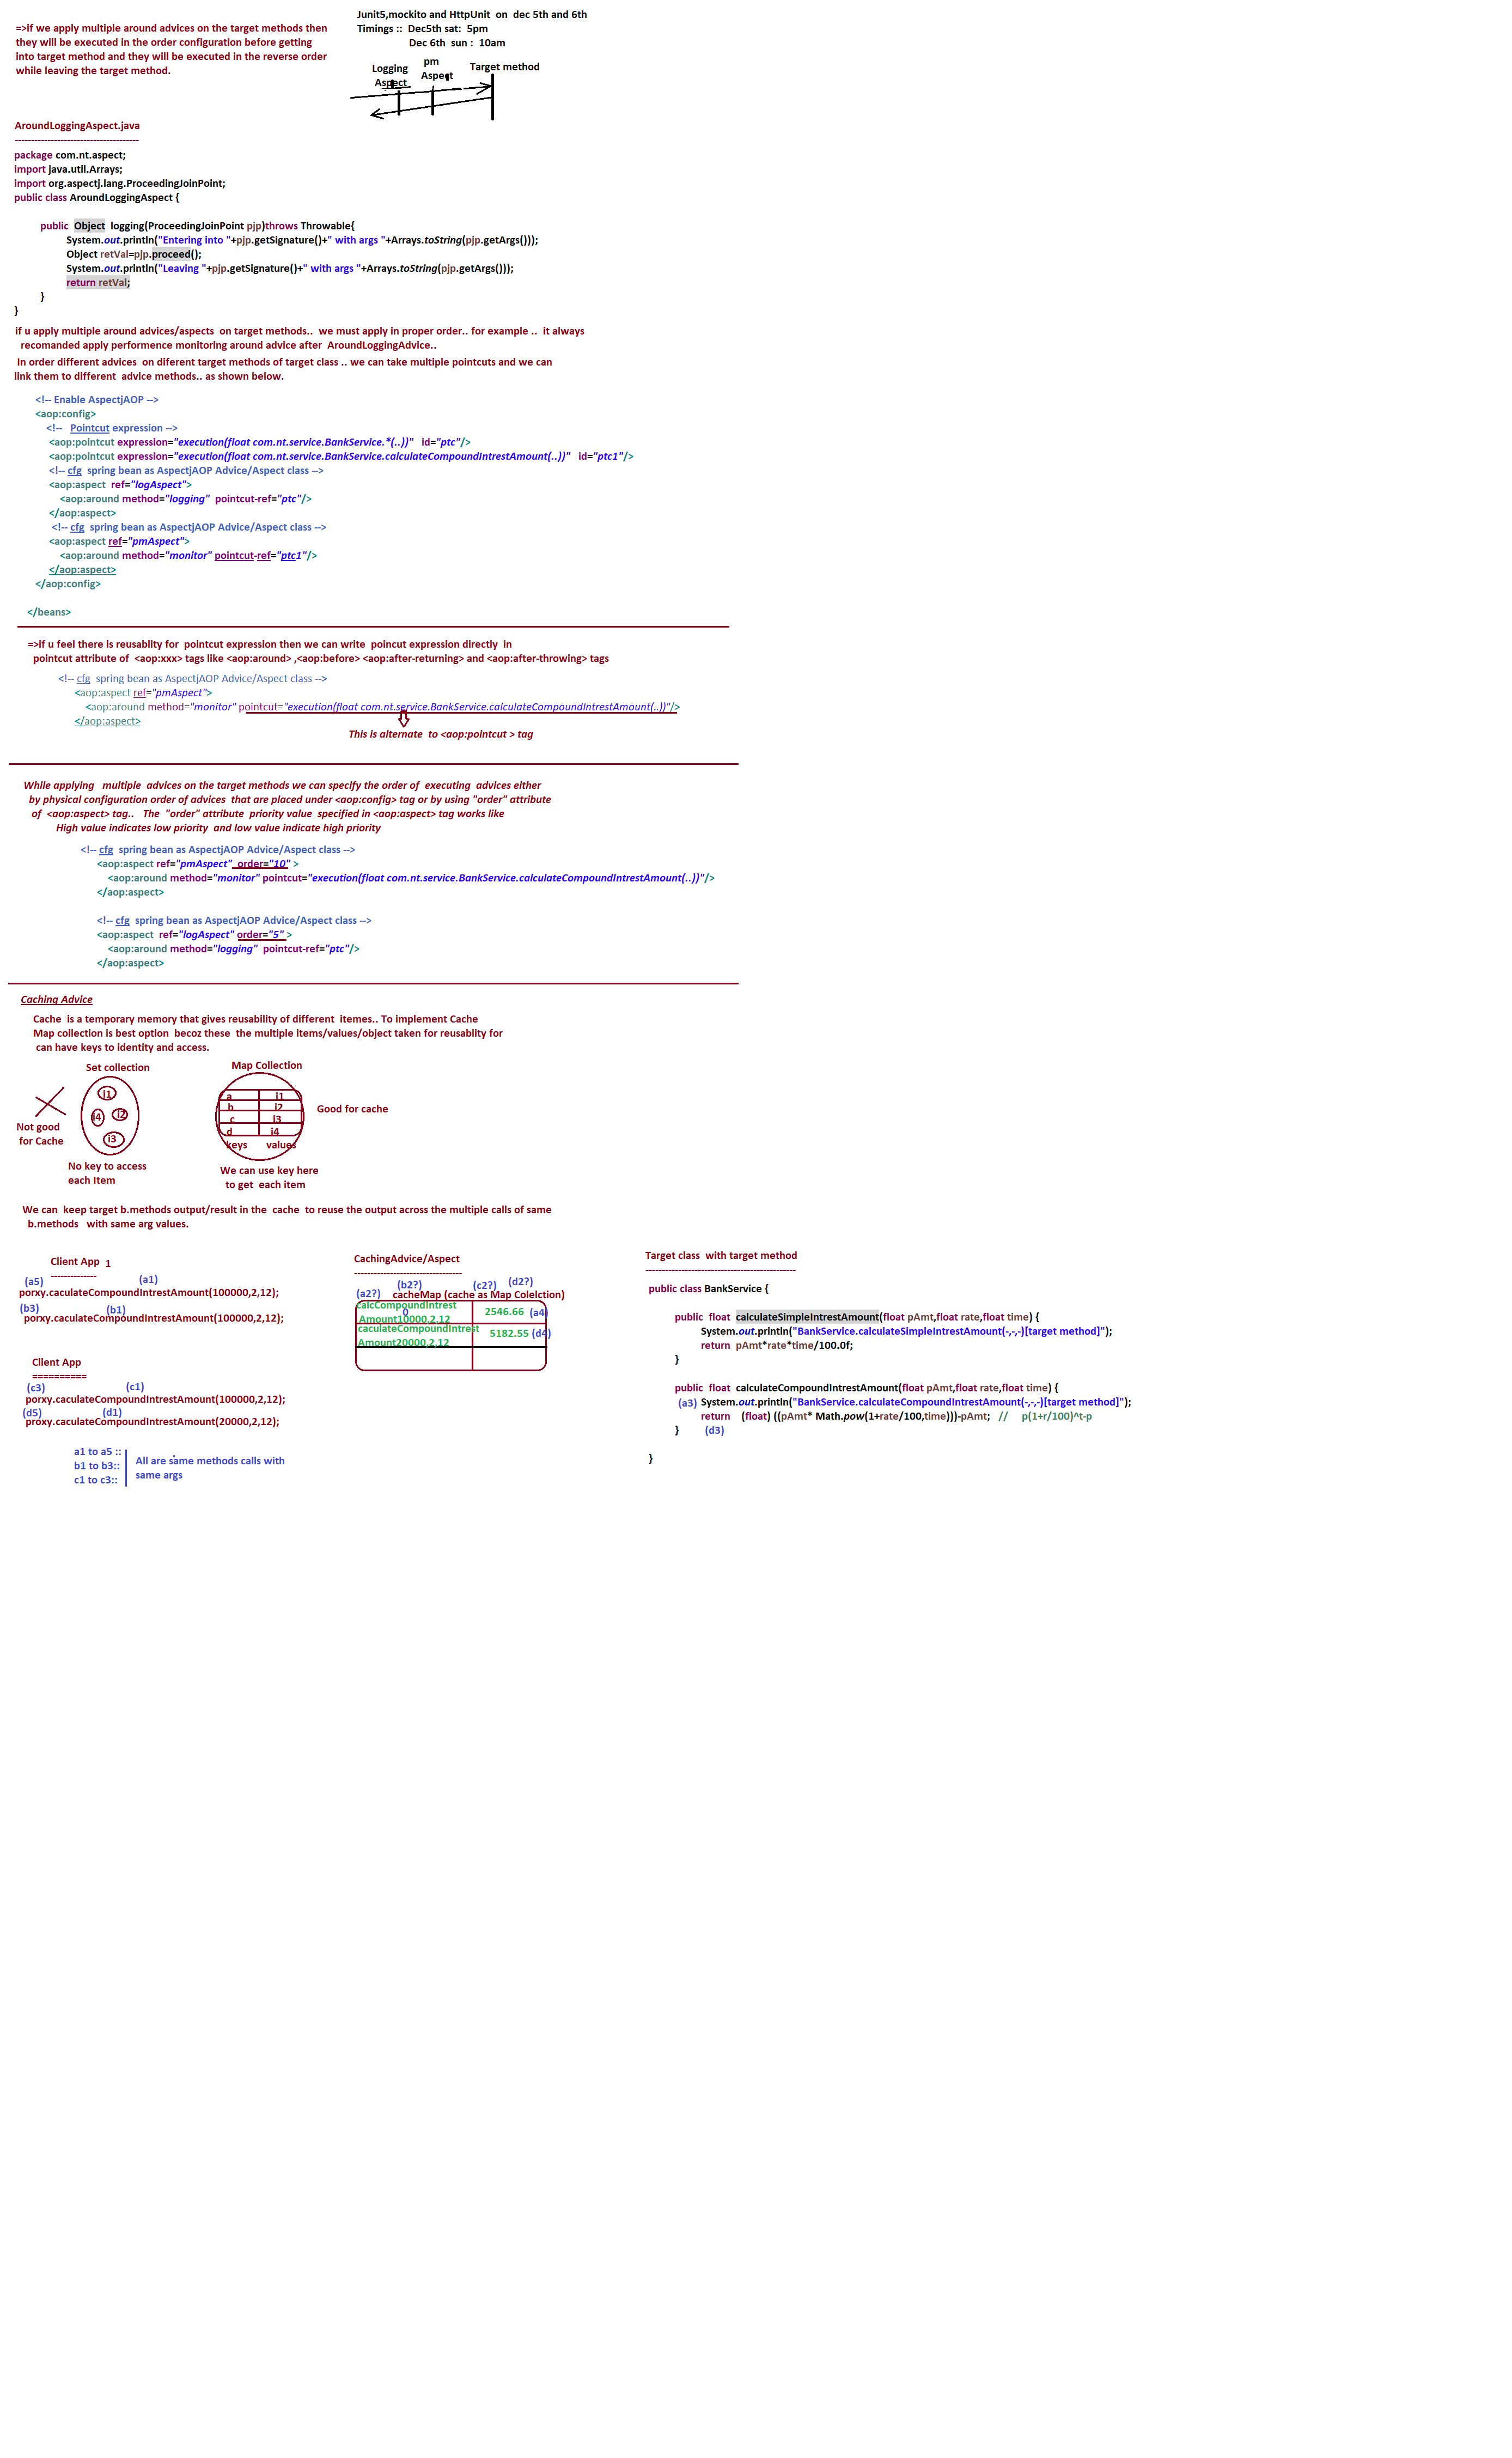 Junit5,mockito and HttpUnit on dec 5th and 6th
Timings :: Dec5th sat: 5pm
Dec 6th sun : 10am
=>if we apply multiple around advices on the target methods then
they will be executed in the order configuration before getting
into target method and they will be executed in the reverse order
while leaving the target method.
Logging
Aspect
pm
Aspect
Target method
AroundLoggingAspect.java
--------------------------------------
package com.nt.aspect;
import java.util.Arrays;
import org.aspectj.lang.ProceedingJoinPoint;
public class AroundLoggingAspect {
public Object logging(ProceedingJoinPoint pjp)throws Throwable{
System.out.println("Entering into "+pjp.getSignature()+" with args "+Arrays.toString(pjp.getArgs()));
Object retVal=pjp.proceed();
System.out.println("Leaving "+pjp.getSignature()+" with args "+Arrays.toString(pjp.getArgs()));
return retVal;
}
}
if u apply multiple around advices/aspects on target methods.. we must apply in proper order.. for example .. it always
recomanded apply performence monitoring around advice after AroundLoggingAdvice..
In order different advices on diferent target methods of target class .. we can take multiple pointcuts and we can
link them to different advice methods.. as shown below.
<!-- Enable AspectjAOP -->
<aop:config>
<!-- Pointcut expression -->
<aop:pointcut expression="execution(float com.nt.service.BankService.*(..))" id="ptc"/>
<aop:pointcut expression="execution(float com.nt.service.BankService.calculateCompoundIntrestAmount(..))" id="ptc1"/>
<!-- cfg spring bean as AspectjAOP Advice/Aspect class -->
<aop:aspect ref="logAspect">
<aop:around method="logging" pointcut-ref="ptc"/>
</aop:aspect>
<!-- cfg spring bean as AspectjAOP Advice/Aspect class -->
<aop:aspect ref="pmAspect">
<aop:around method="monitor" pointcut-ref="ptc1"/>
</aop:aspect>
</aop:config>
</beans>
=>if u feel there is reusablity for pointcut expression then we can write poincut expression directly in
pointcut attribute of <aop:xxx> tags like <aop:around> ,<aop:before> <aop:after-returning> and <aop:after-throwing> tags
<!-- cfg spring bean as AspectjAOP Advice/Aspect class -->
<aop:aspect ref="pmAspect">
<aop:around method="monitor" pointcut="execution(float com.nt.service.BankService.calculateCompoundIntrestAmount(..))"/>
</aop:aspect>
This is alternate to <aop:pointcut > tag
While applying multiple advices on the target methods we can specify the order of executing advices either
by physical configuration order of advices that are placed under <aop:config> tag or by using "order" attribute
of <aop:aspect> tag.. The "order" attribute priority value specified in <aop:aspect> tag works like
High value indicates low priority and low value indicate high priority
<!-- cfg spring bean as AspectjAOP Advice/Aspect class -->
<aop:aspect ref="pmAspect" order="10" >
<aop:around method="monitor" pointcut="execution(float com.nt.service.BankService.calculateCompoundIntrestAmount(..))"/>
</aop:aspect>
<!-- cfg spring bean as AspectjAOP Advice/Aspect class -->
<aop:aspect ref="logAspect" order="5" >
<aop:around method="logging" pointcut-ref="ptc"/>
</aop:aspect>
Caching Advice
Cache is a temporary memory that gives reusability of different itemes.. To implement Cache
Map collection is best option becoz these the multiple items/values/object taken for reusablity for
can have keys to identity and access.
Set collection
i1
i4 i2
i3
Not good
for Cache
No key to access
each Item
Map Collection
a i1
b i2
c i3
d i4
keys values
Good for cache
We can use key here
to get each item
We can keep target b.methods output/result in the cache to reuse the output across the multiple calls of same
b.methods with same arg values.
Client App 1
--------------
(a5) (a1)
porxy.caculateCompoundIntrestAmount(100000,2,12);
(b3) (b1)
porxy.caculateCompoundIntrestAmount(100000,2,12);
Client App
==========
(c3) (c1)
porxy.caculateCompoundIntrestAmount(100000,2,12);
(d5) (d1)
proxy.caculateCompoundIntrestAmount(20000,2,12);
a1 to a5 ::
b1 to b3::
c1 to c3::
All are same methods calls with
same args
CachingAdvice/Aspect
---------------------------------
(b2?) (c2?) (d2?)
(a2?) cacheMap (cache as Map Colelction)
calcCompoundIntrest
0
Amount10000,2,12
2546.66 (a4)
caculateCompoundIntrest
Amount20000,2,12
5182.55 (d4)
Target class with target method
----------------------------------------------
public class BankService {
public float calculateSimpleIntrestAmount(float pAmt,float rate,float time) {
System.out.println("BankService.calculateSimpleIntrestAmount(-,-,-)[target method]");
return pAmt*rate*time/100.0f;
}
public float calculateCompoundIntrestAmount(float pAmt,float rate,float time) {
(a3) System.out.println("BankService.calculateCompoundIntrestAmount(-,-,-)[target method]");
return (float) ((pAmt* Math.pow(1+rate/100,time)))-pAmt; // p(1+r/100)^t-p
} (d3)
}